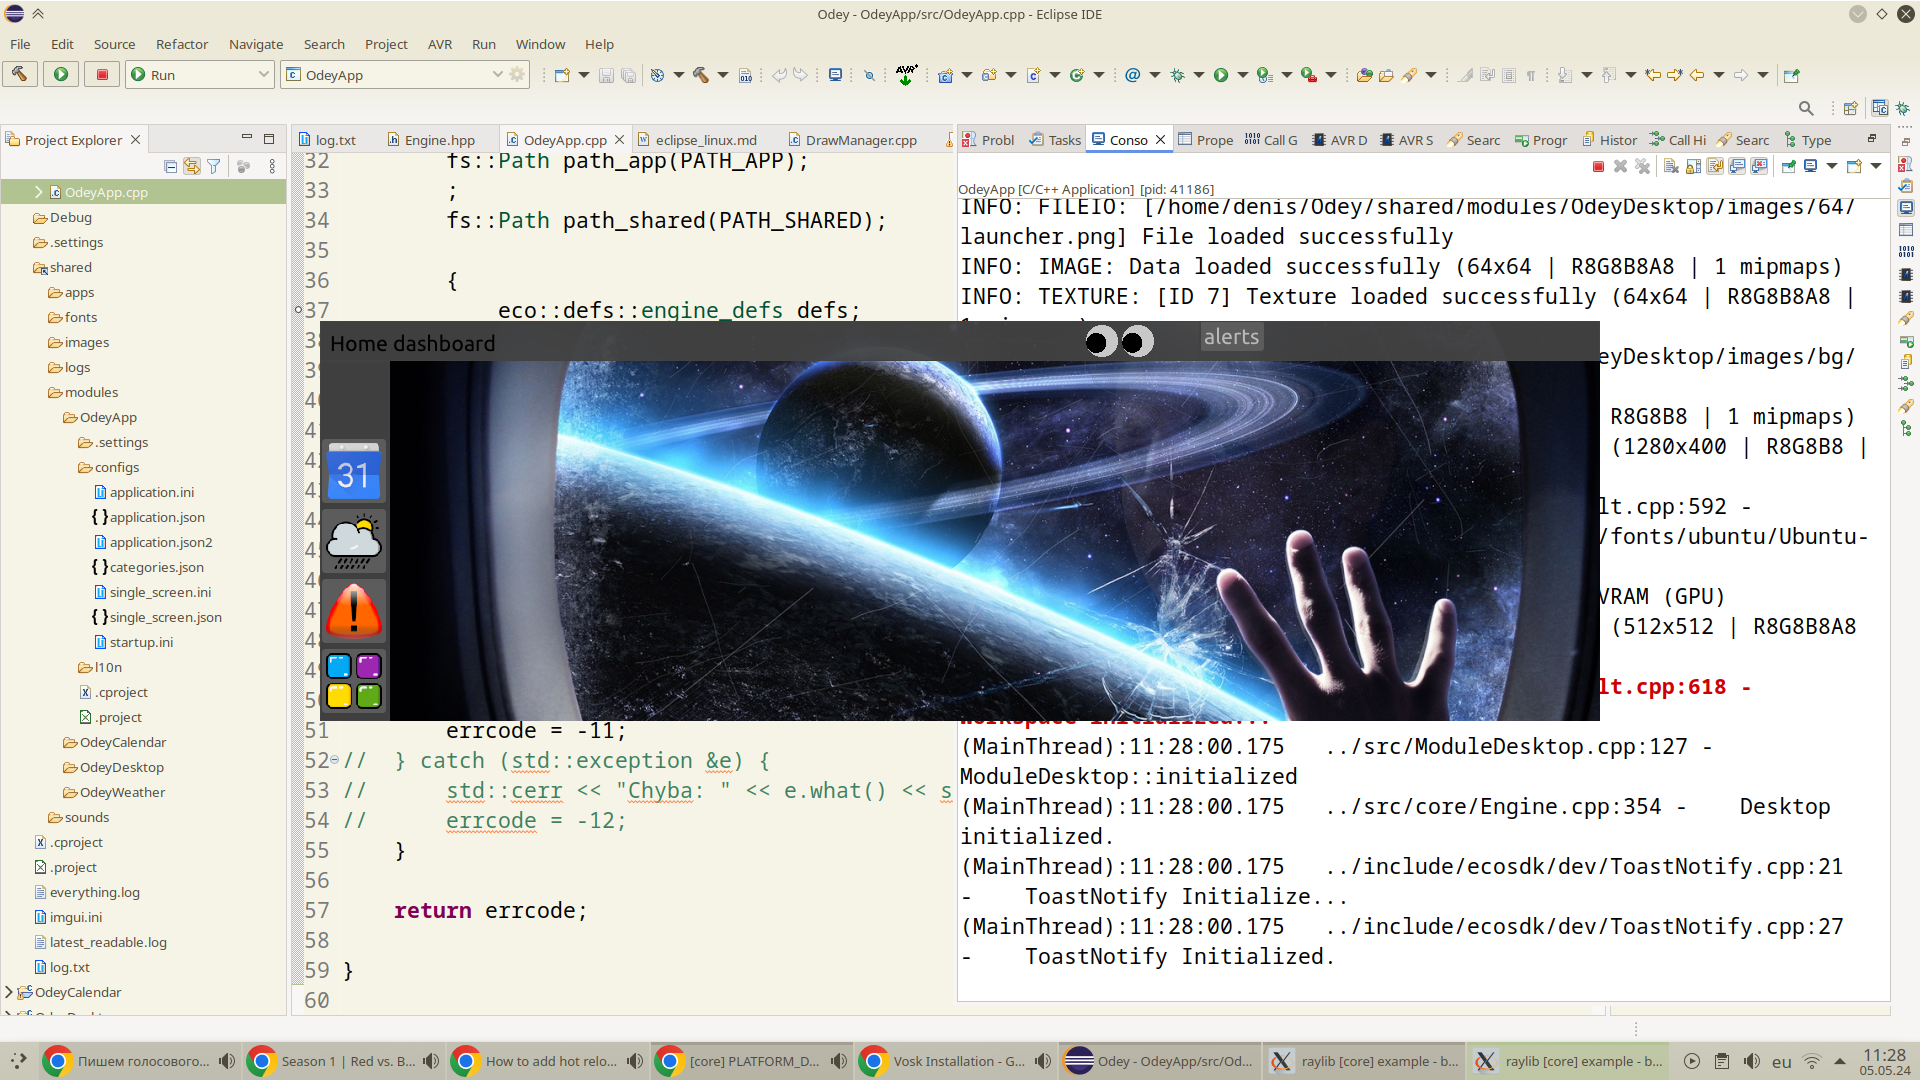 Odey - OdeyApp/src/OdeyApp.cpp - Eclipse IDE
File Edit Source Refactor Navigate Search Project AVR Run Window Help
Run OdeyApp
Project Explorer
OdeyApp.cpp
Debug
.settings
shared
apps
fonts
images
logs
modules
OdeyApp
.settings
configs
application.ini
application.json
application.json2
categories.json
single_screen.ini
single_screen.json
startup.ini
l10n
.cproject
.project
OdeyCalendar
OdeyDesktop
OdeyWeather
sounds
.cproject
.project
everything.log
imgui.ini
latest_readable.log
log.txt
OdeyCalendar
log.txt Engine.hpp OdeyApp.cpp eclipse_linux.md DrawManager.cpp
32 fs::Path path_app(PATH_APP);
33 ;
34 fs::Path path_shared(PATH_SHARED);
35
36 {
37 eco::defs::engine_defs defs;
Home dashboard
alerts
31
51 errcode = -11;
52 // } catch (std::exception &e) {
53 // std::cerr << "Chyba: " << e.what() << s
54 // errcode = -12;
55 }
56
57 return errcode;
58
59 }
60
Probl Tasks Conso Prope Call G AVR D AVR S Searc Progr Histor Call Hi Searc Type
OdeyApp [C/C++ Application] [pid: 41186]
INFO: FILEIO: [/home/denis/Odey/shared/modules/OdeyDesktop/images/64/
launcher.png] File loaded successfully
INFO: IMAGE: Data loaded successfully (64x64 | R8G8B8A8 | 1 mipmaps)
INFO: TEXTURE: [ID 7] Texture loaded successfully (64x64 | R8G8B8A8 |
eyDesktop/images/bg/
R8G8B8 | 1 mipmaps)
(1280x400 | R8G8B8 |
lt.cpp:592 -
/fonts/ubuntu/Ubuntu-
VRAM (GPU)
(512x512 | R8G8B8A8
lt.cpp:618 -
(MainThread):11:28:00.175 ../src/ModuleDesktop.cpp:127 -
ModuleDesktop::initialized
(MainThread):11:28:00.175 ../src/core/Engine.cpp:354 - Desktop
initialized.
(MainThread):11:28:00.175 ../include/ecosdk/dev/ToastNotify.cpp:21
- ToastNotify Initialize...
(MainThread):11:28:00.175 ../include/ecosdk/dev/ToastNotify.cpp:27
- ToastNotify Initialized.
Пишем голосового... Season 1 | Red vs. B... How to add hot relo... [core] PLATFORM_D... Vosk Installation - G... Odey - OdeyApp/src/Od... raylib [core] example - b... raylib [core] example - b... eu 11:28
05.05.24